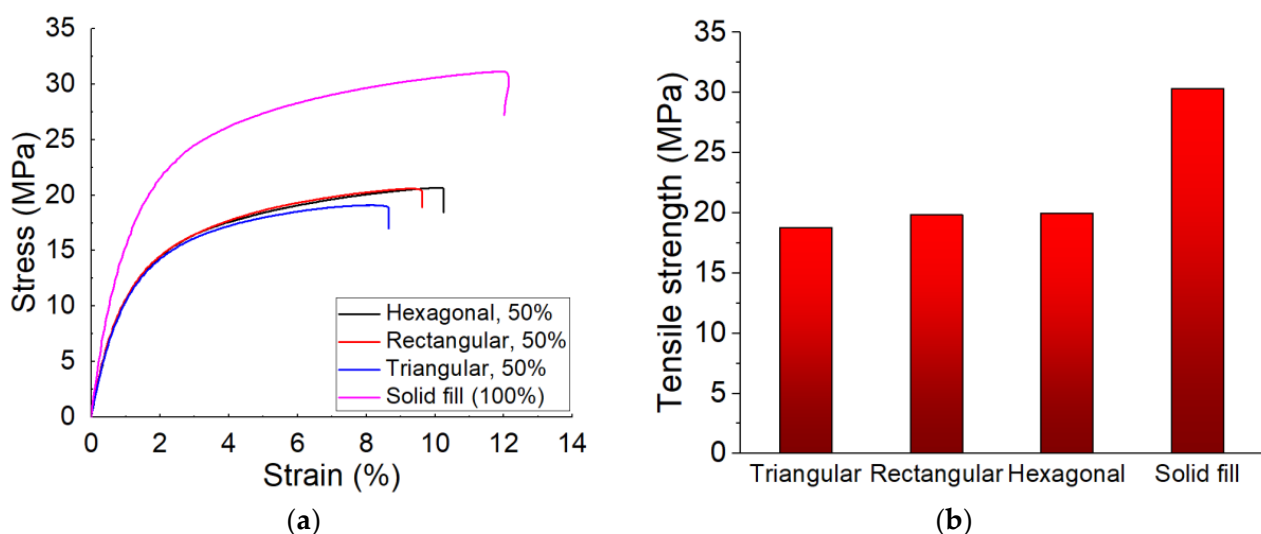 35
30
25
20
15
10
5
0
Stress (MPa)
Hexagonal, 50%
Rectangular, 50%
Triangular, 50%
Solid fill (100%)
0 2 4 6 8 10 12 14
Strain (%)
(a)
35
30
25
20
15
10
5
0
Tensile strength (MPa)
Triangular Rectangular Hexagonal Solid fill
(b)